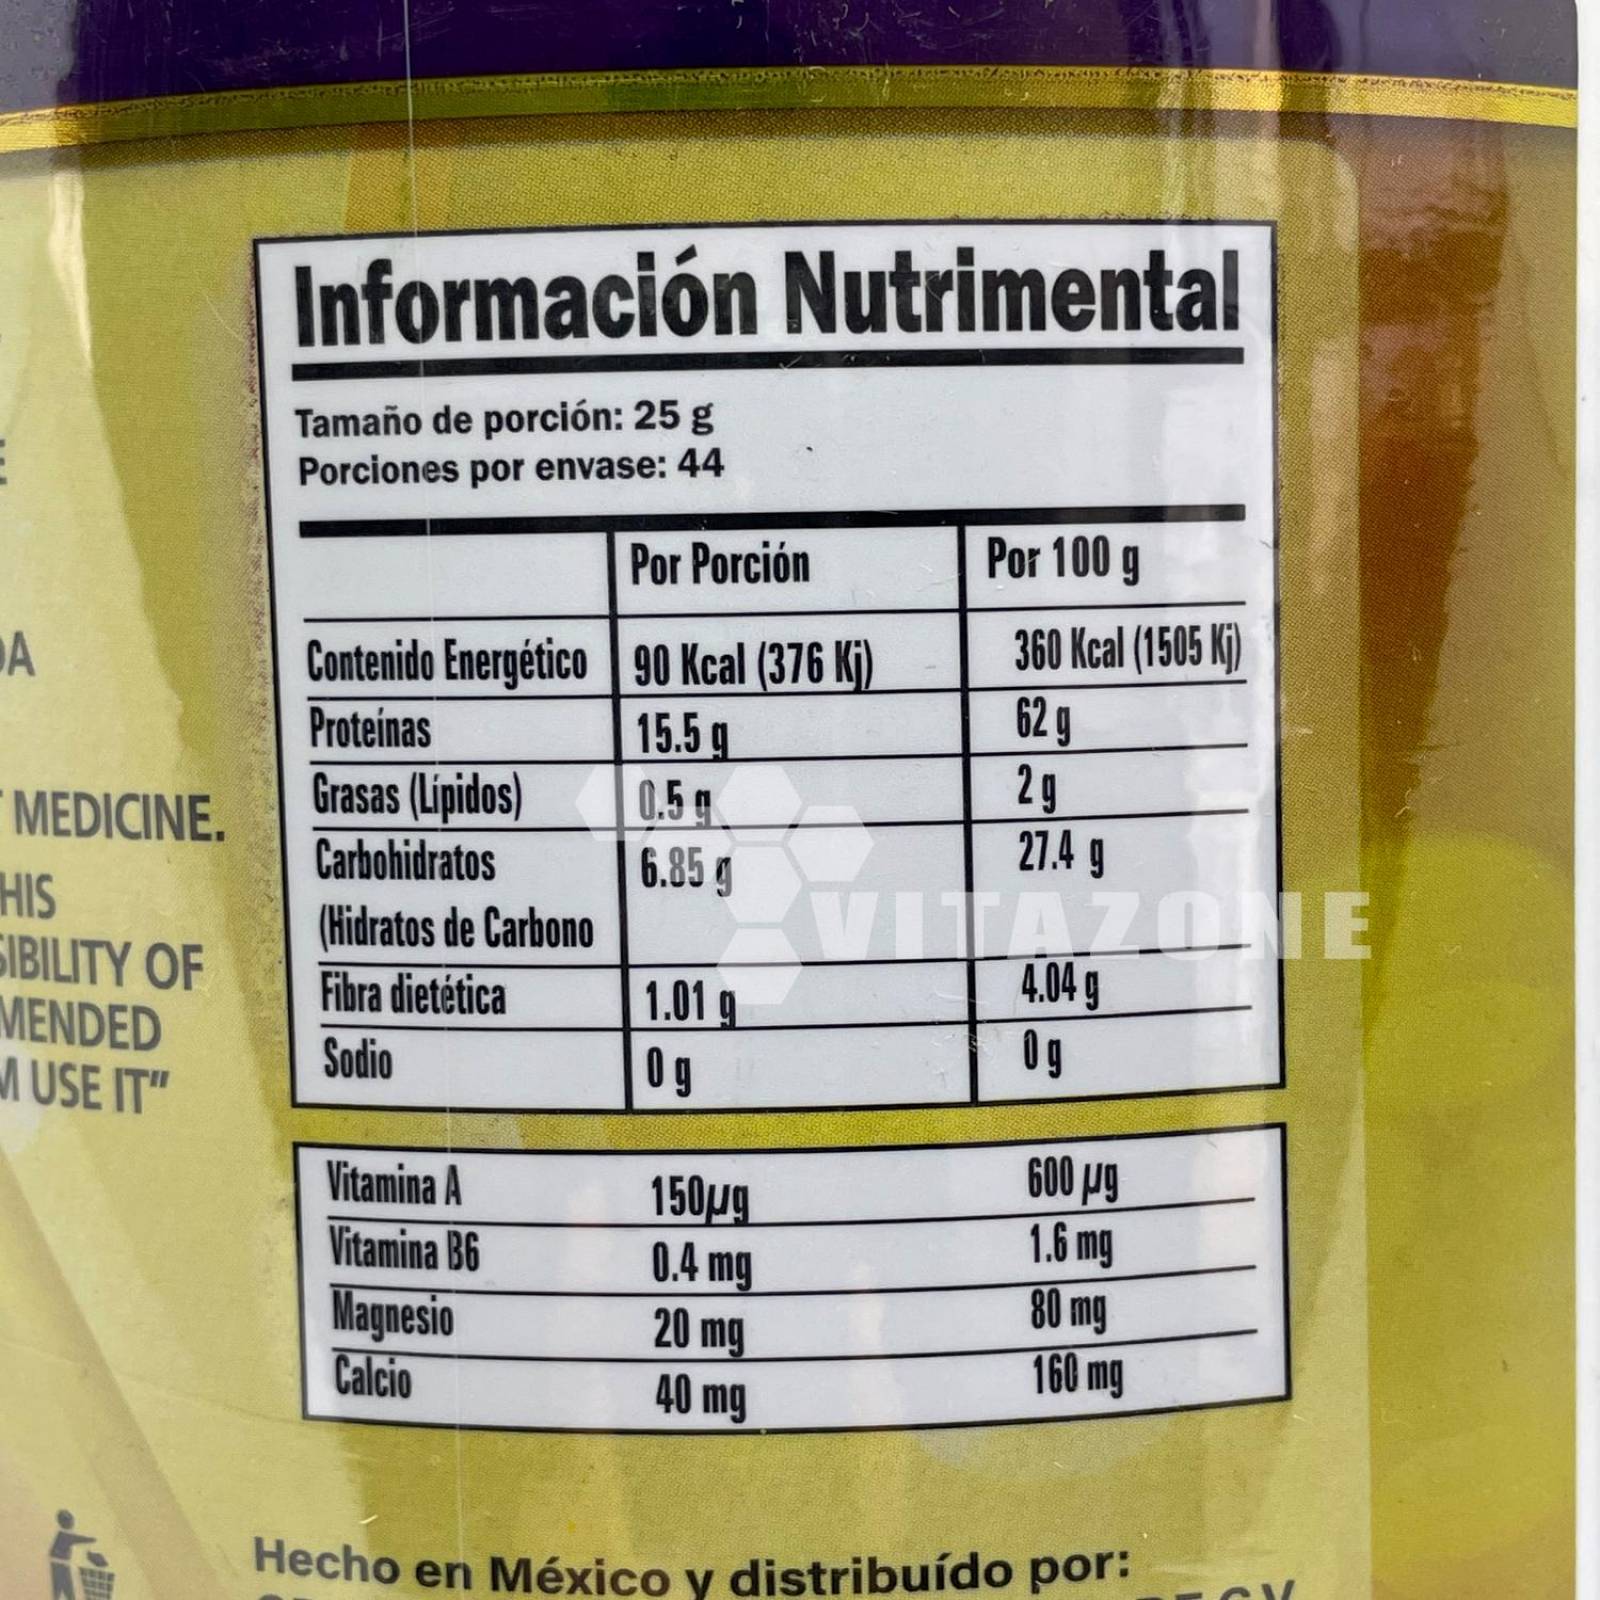 DA
MEDICINE.
HIS
SIBILITY OF
MENDED
M USE IT”
Información Nutrimental
Tamaño de porción: 25 g
Porciones por envase: 44
Por Porción Por 100 g
Contenido Energético 90 Kcal (376 Kj) 360 Kcal (1505 Kj)
Proteínas 15.5 g 62 g
Grasas (Lípidos) 0.5 g 2 g
Carbohidratos 6.85 g 27.4 g
(Hidratos de Carbono
Fibra dietética 1.01 g 4.04 g
Sodio 0 g 0 g
VITAZONE
Vitamina A 150µg 600 µg
Vitamina B6 0.4 mg 1.6 mg
Magnesio 20 mg 80 mg
Calcio 40 mg 160 mg
Hecho en México y distribuído por: